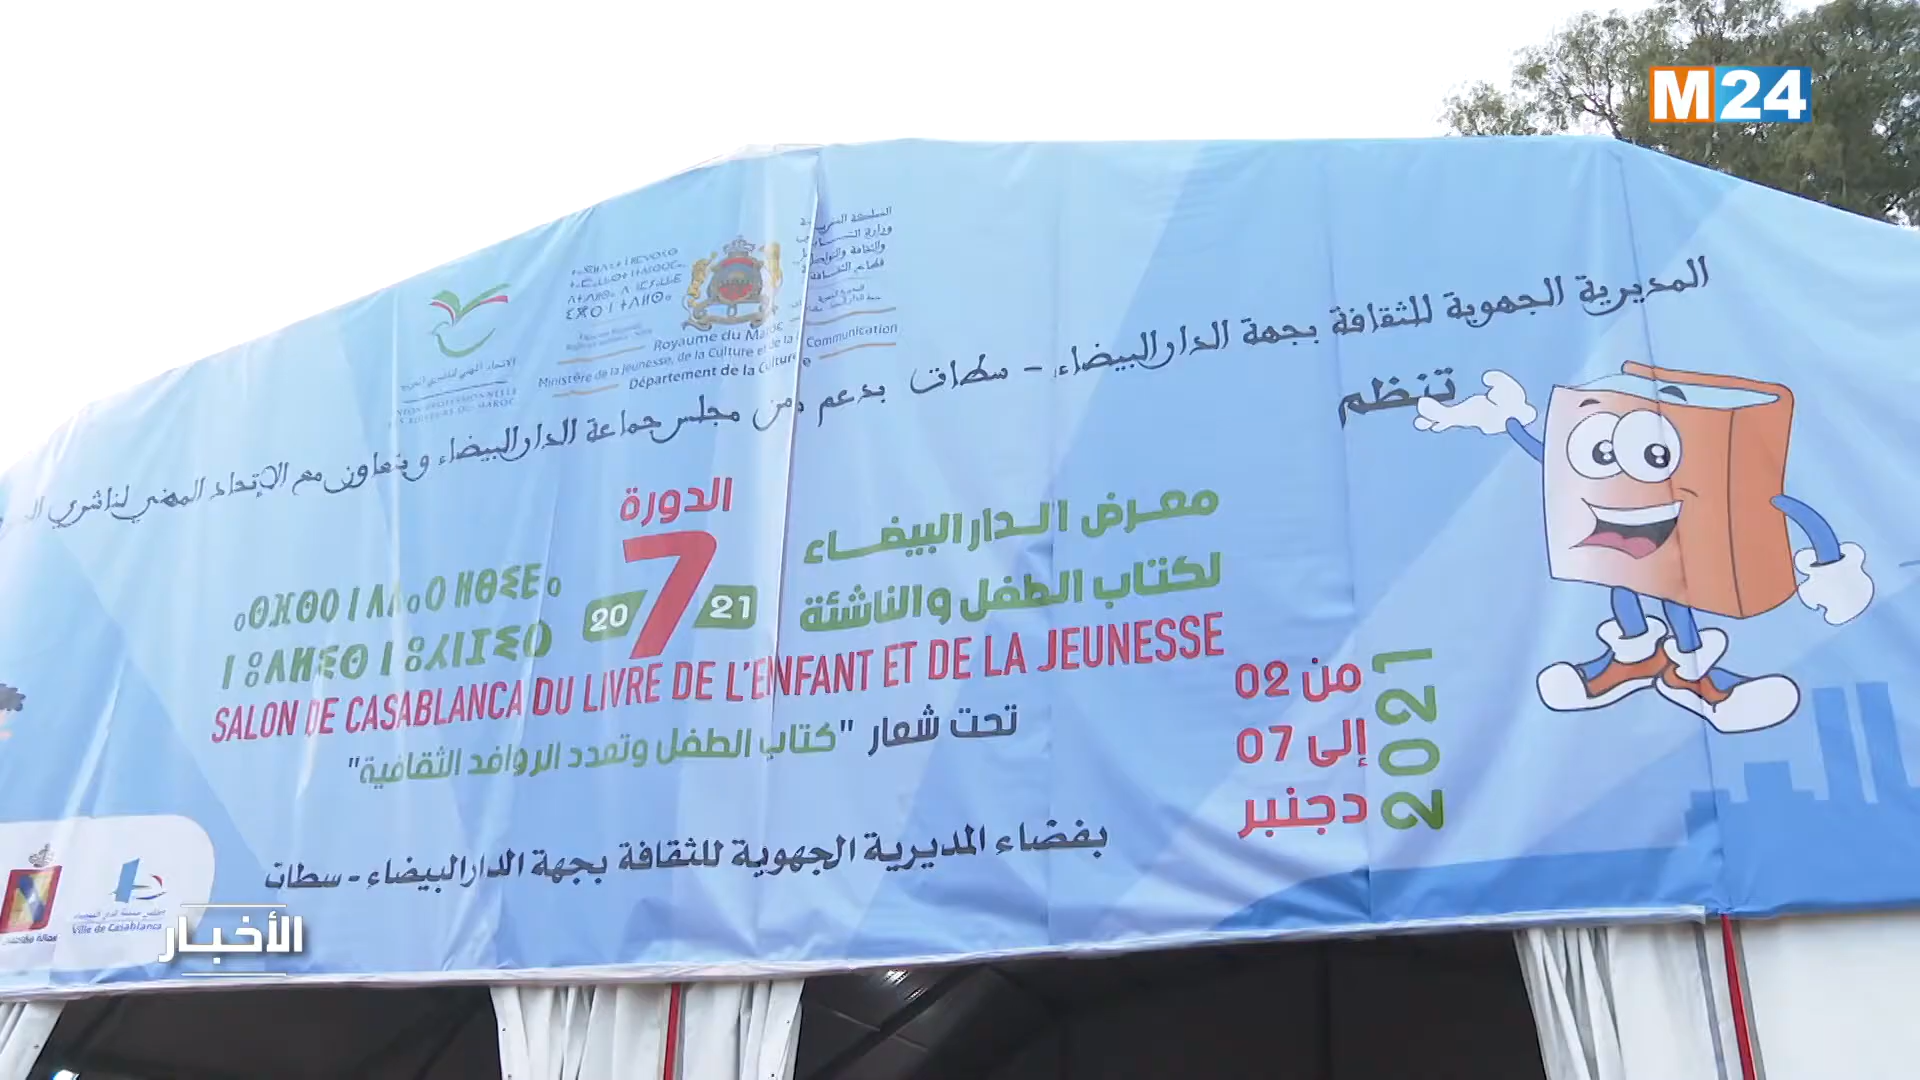 M24
المملكة المغربية
Royaume du Maroc
Ministère de la Jeunesse, de la Culture et de la Communication
Département de la Culture
المديرية الجهوية للثقافة بجهة الدار البيضاء - سطات بدعم من مجلس جماعة الدار البيضاء و بتعاون مع الإتحاد المهني لناشري
تنظم
معرض الدار البيضاء
لكتاب الطفل والناشئة
الدورة
7
2021
SALON DE CASABLANCA DU LIVRE DE L'ENFANT ET DE LA JEUNESSE
تحت شعار "كتاب الطفل وتعدد الروافد الثقافية"
من 02
إلى 07
دجنبر
2021
بفضاء المديرية الجهوية للثقافة بجهة الدار البيضاء - سطات
Ville de Casablanca
الأخبار